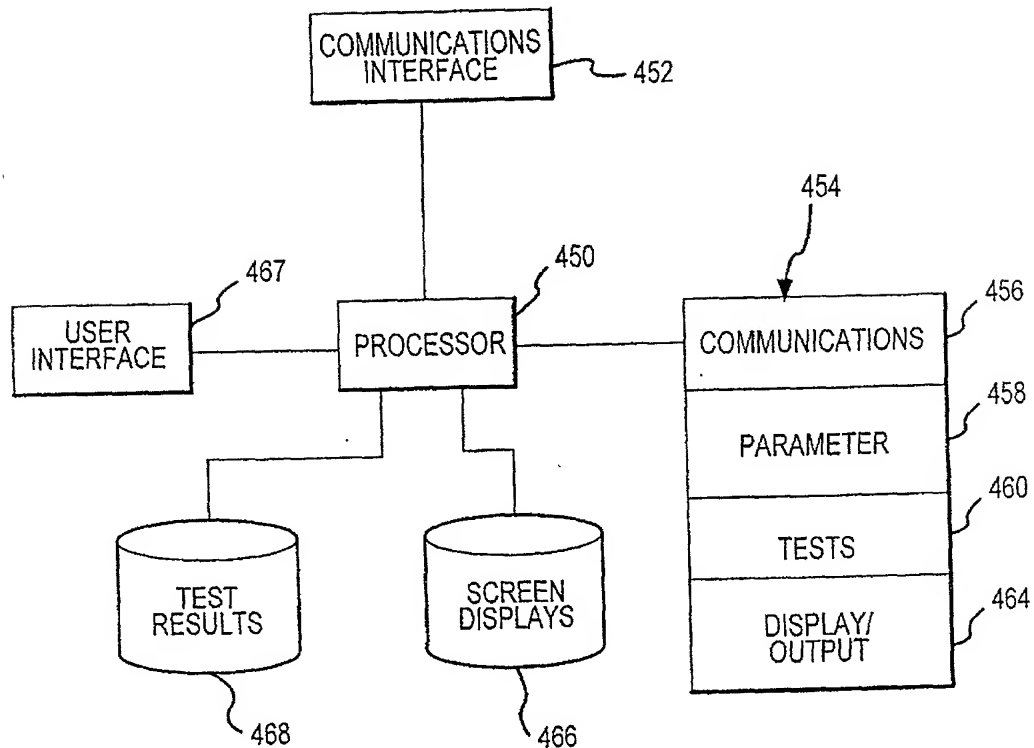 COMMUNICATIONS
INTERFACE
452
454
467
450
456
USER
INTERFACE
PROCESSOR
COMMUNICATIONS
458
PARAMETER
460
TESTS
TEST
RESULTS
SCREEN
DISPLAYS
464
DISPLAY/
OUTPUT
468
466